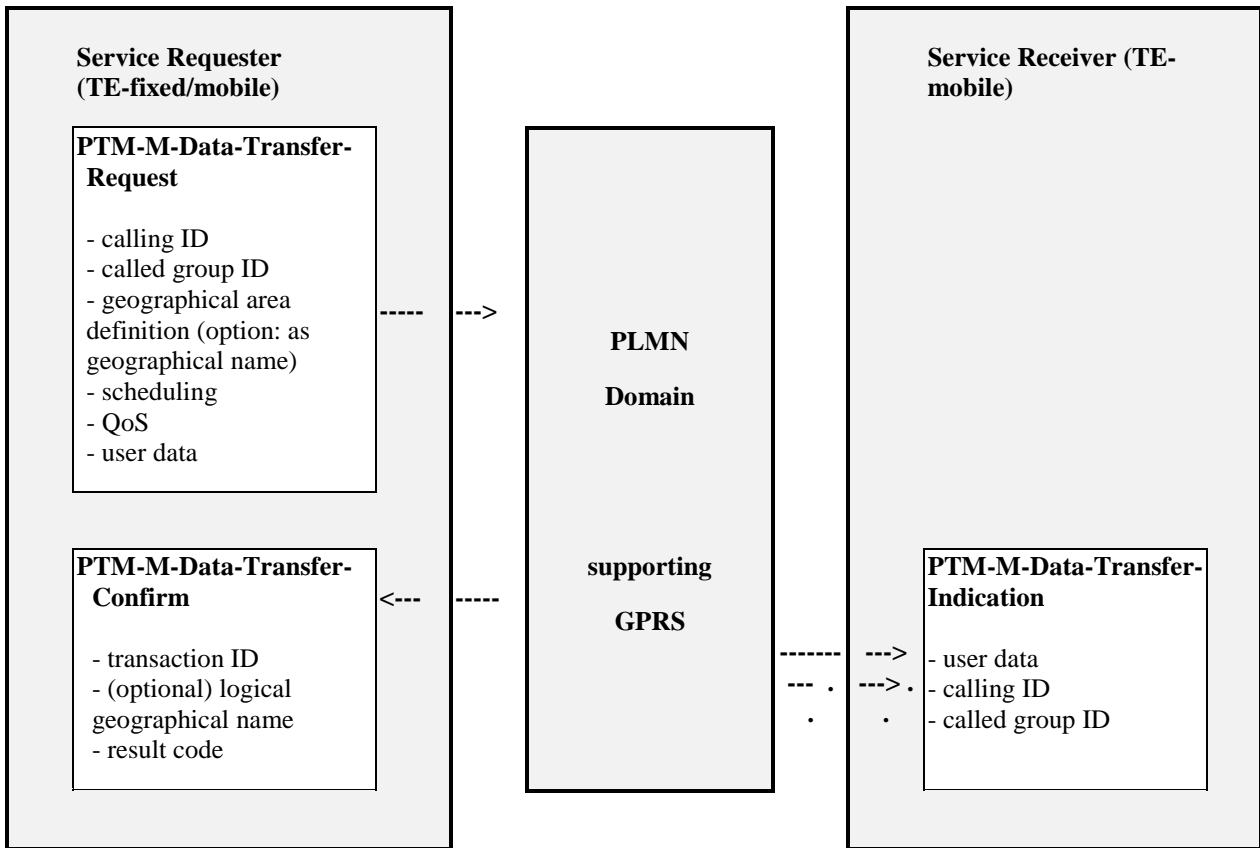 Service Requester
(TE-fixed/mobile)
PTM-M-Data-Transfer-
Request
- calling ID
- called group ID
- geographical area
definition (option: as
geographical name)
- scheduling
- QoS
- user data
----- --->
PTM-M-Data-Transfer-
Confirm
- transaction ID
- (optional) logical
geographical name
- result code
<--- -----
PLMN
Domain
supporting
GPRS
------- --->
--- . --->.
. .
Service Receiver (TE-
mobile)
PTM-M-Data-Transfer-
Indication
- user data
- calling ID
- called group ID